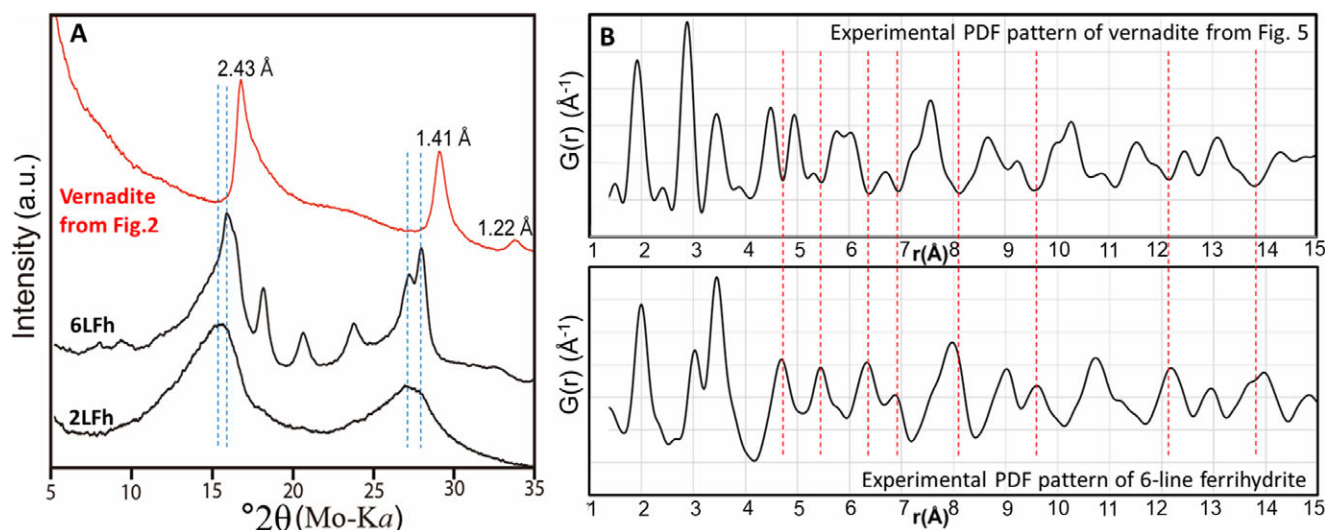 A
2.43 Å
1.41 Å
1.22 Å
Vernadite
from Fig.2
6LFh
2LFh
Intensity (a.u.)
5 10 15 20 25 30 35
°2θ (Mo-Ka)
B
Experimental PDF pattern of vernadite from Fig. 5
G(r) (Å⁻¹)
1 2 3 4 5 6 7 8 9 10 11 12 13 14 15
r(Å)
G(r) (Å⁻¹)
Experimental PDF pattern of 6-line ferrihydrite
1 2 3 4 5 6 7 8 9 10 11 12 13 14 15
r(Å)